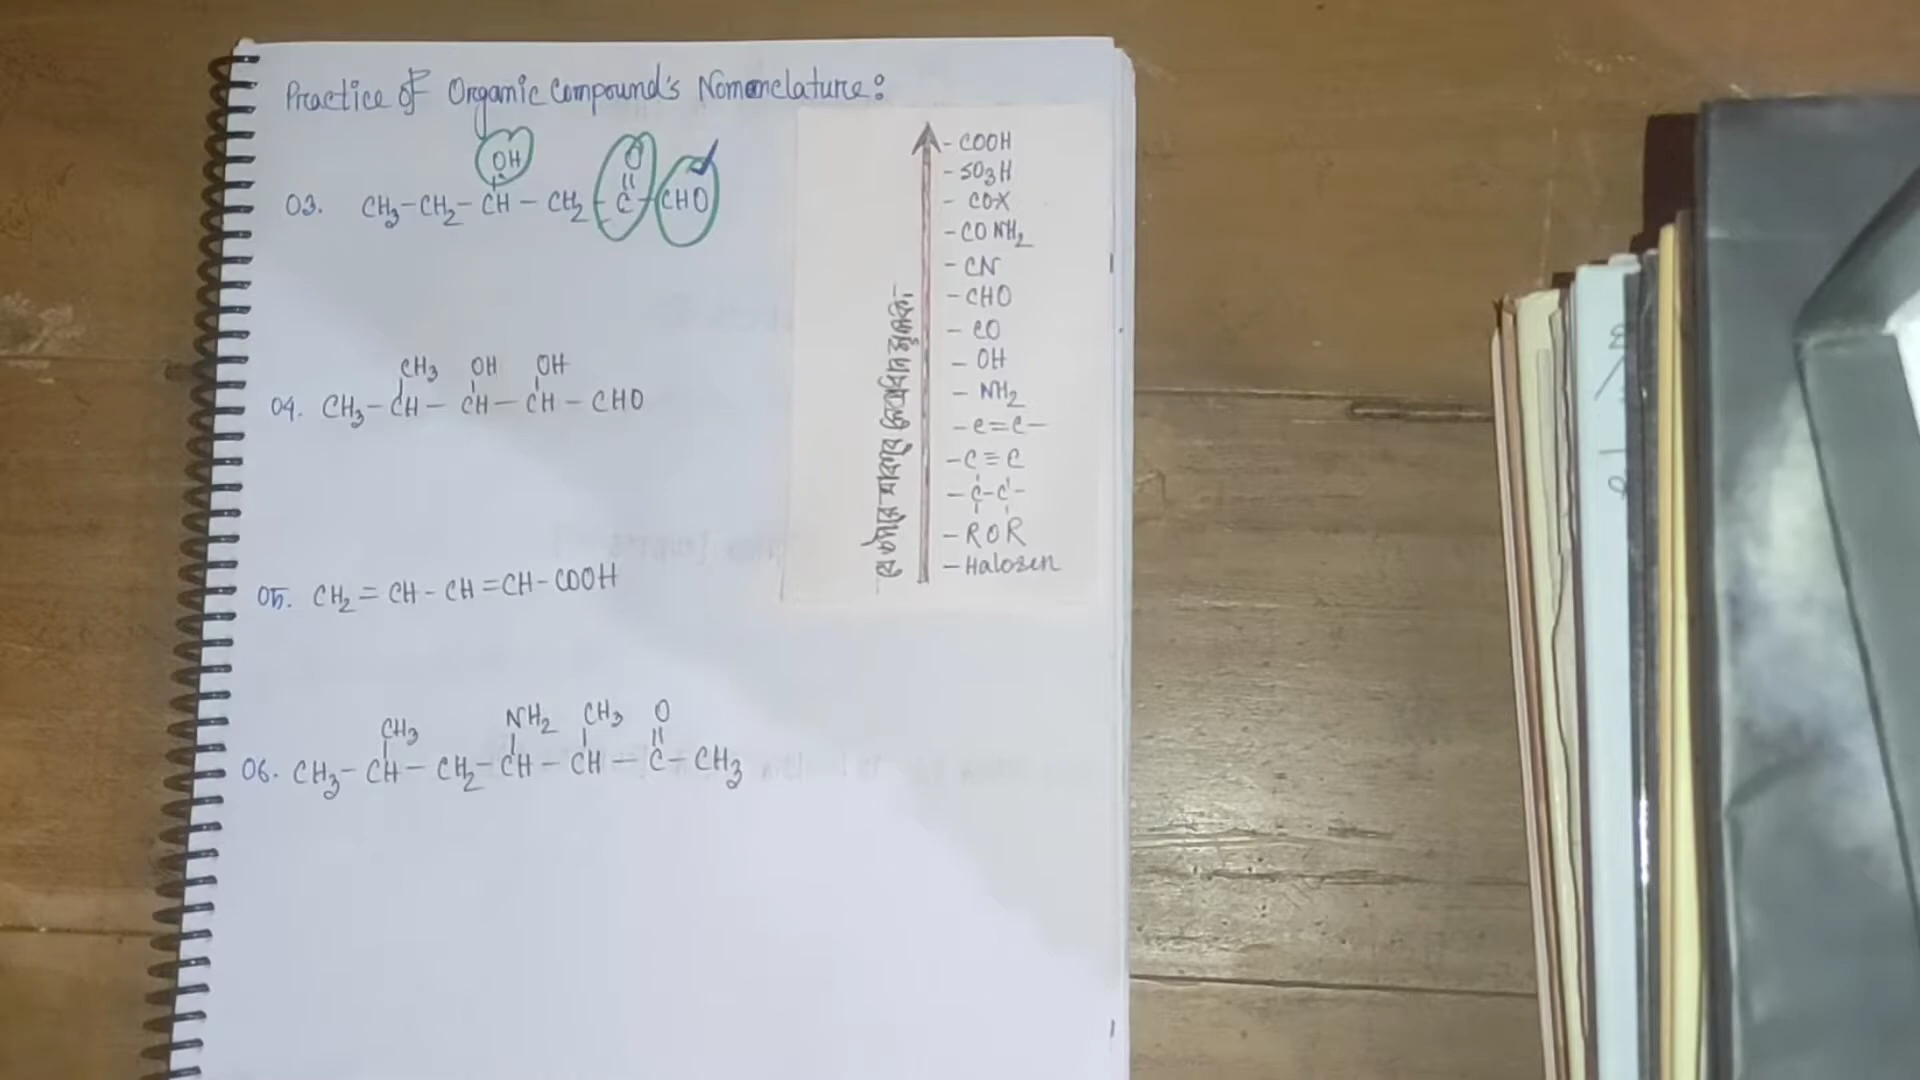 Practice of Organic Compound's Nomenclature:
OH O
||
03. CH3-CH2-CH-CH2-C-CHO
CH3 OH OH
04. CH3-CH-CH-CH-CHO
05. CH2=CH-CH=CH-COOH
CH3 NH2 CH3 O
||
06. CH3-CH-CH2-CH-CH-C-CH3
-COOH
-SO3H
-COX
-CONH2
-CN
-CHO
-CO
-OH
-NH2
-C=C-
-C≡C
-C-C-
-ROR
-Halozen